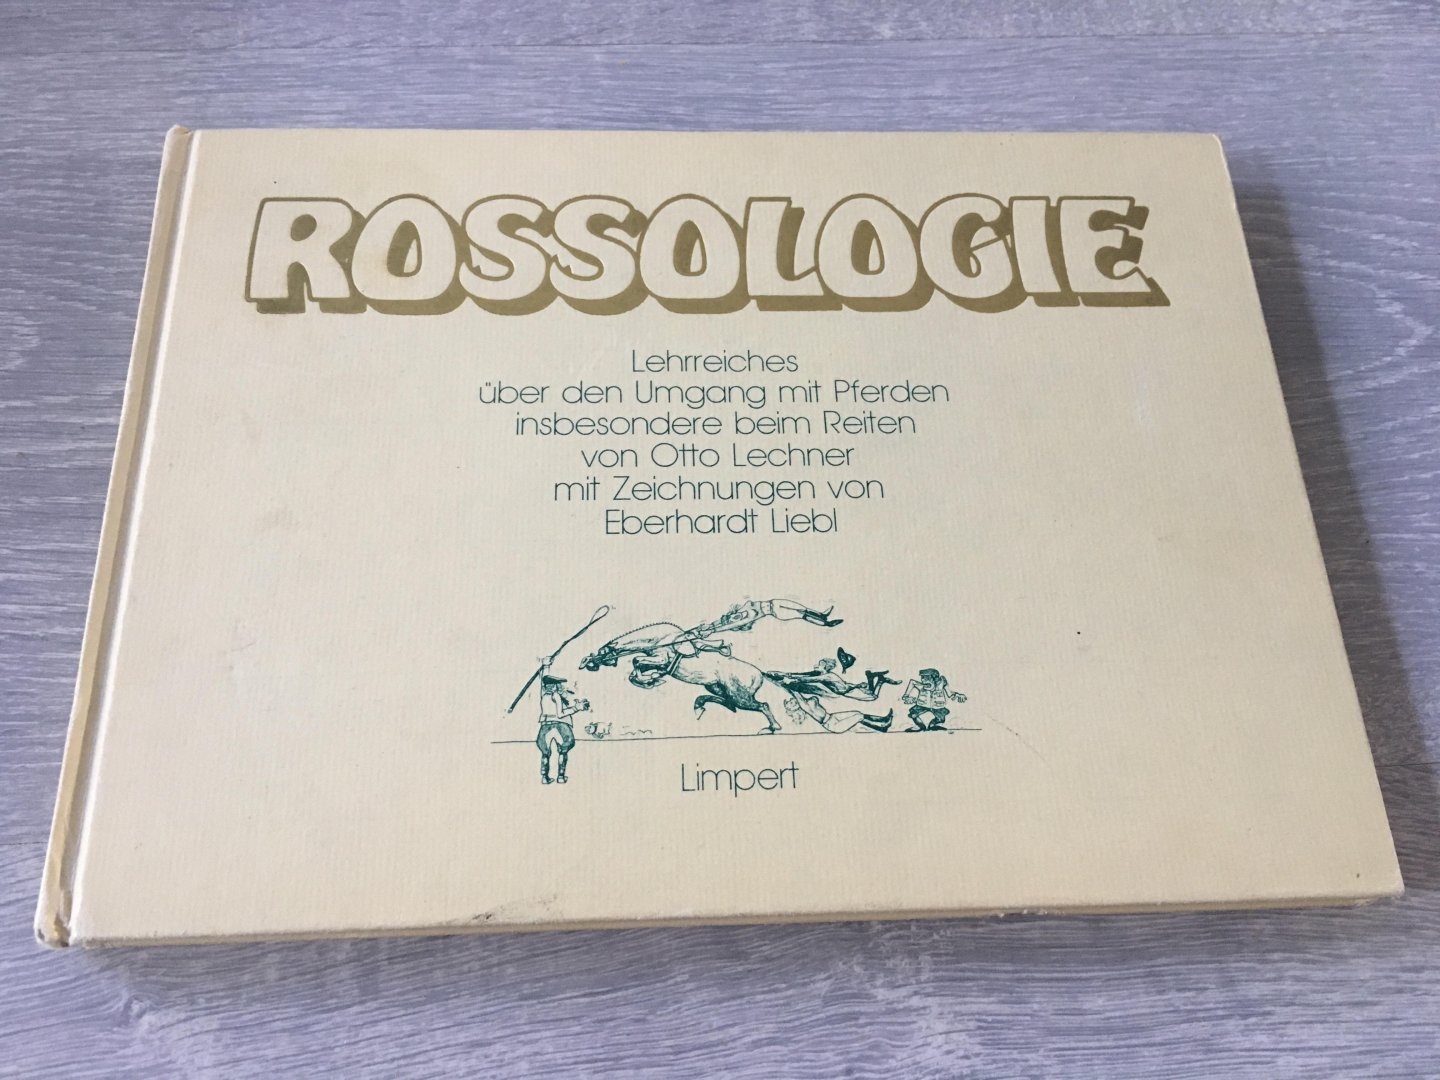 ROSSOLOGIE
Lehrreiches
über den Umgang mit Pferden
insbesondere beim Reiten
von Otto Lechner
mit Zeichnungen von
Eberhardt Liebl
Limpert